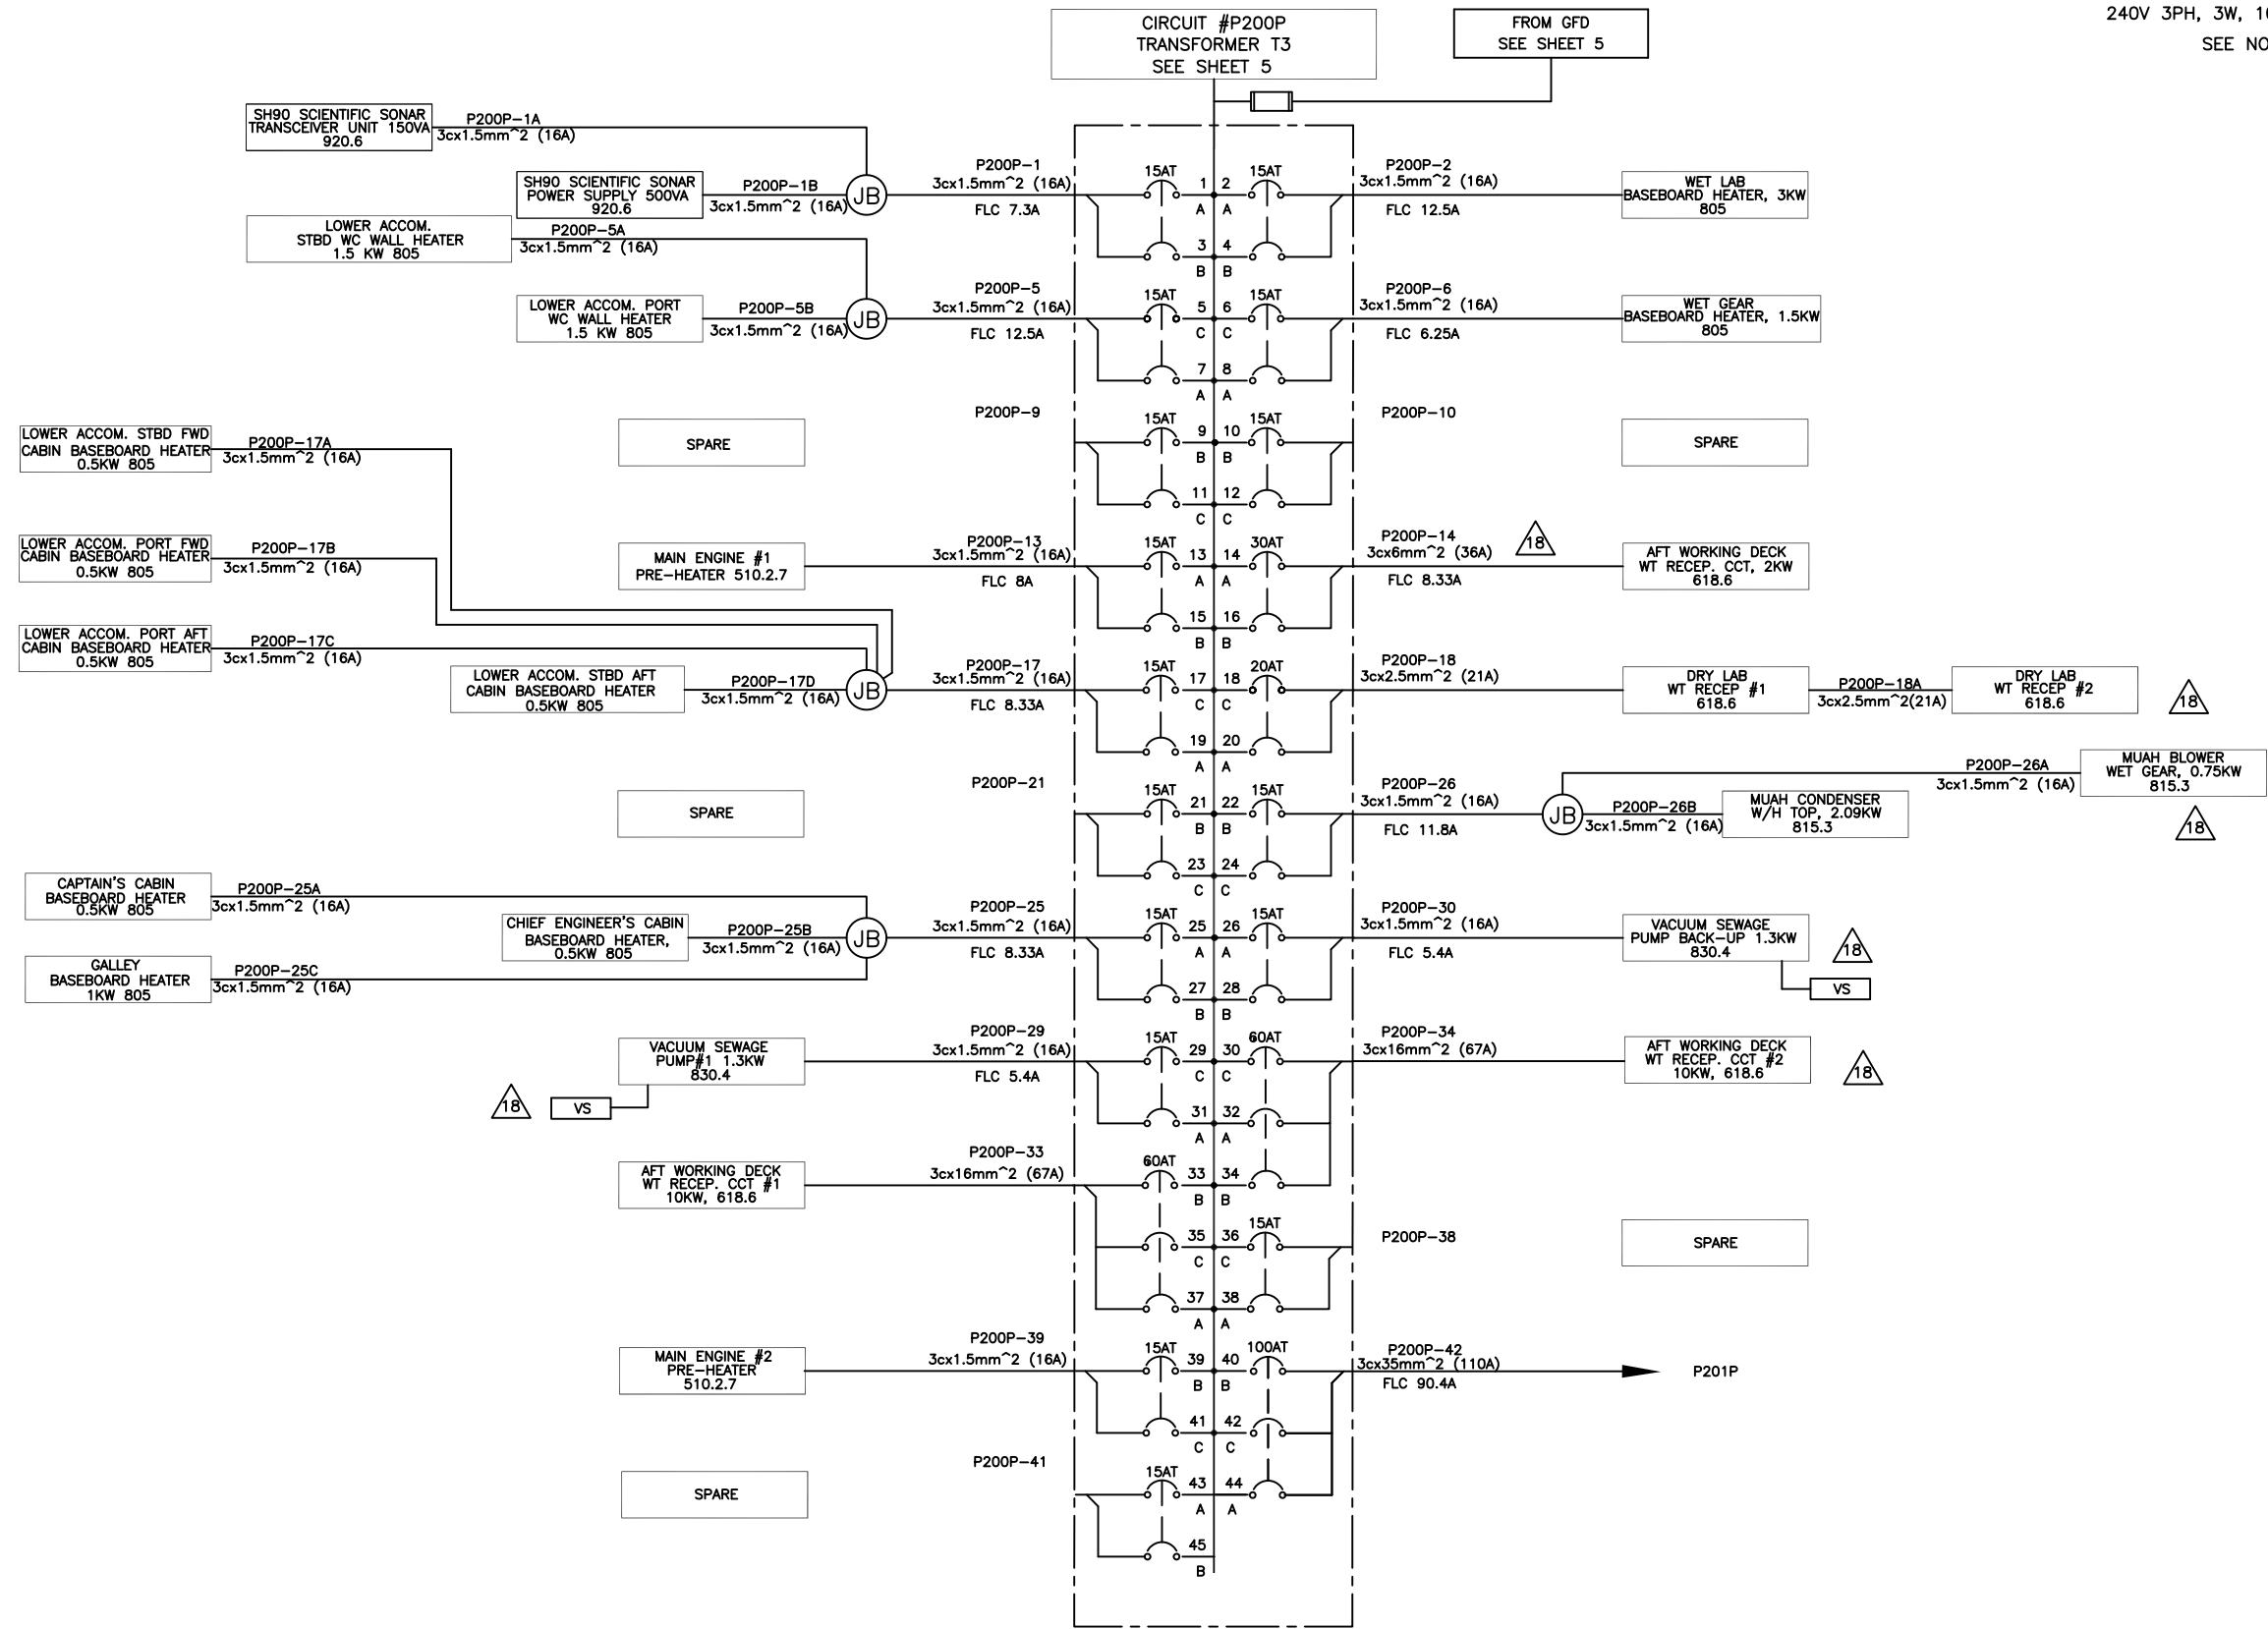 CIRCUIT #P200P
TRANSFORMER T3
SEE SHEET 5
FROM GFD
SEE SHEET 5
240V 3PH, 3W,
SEE
SH90 SCIENTIFIC SONAR
TRANSCEIVER UNIT 150VA
920.6
P200P-1A
3cx1.5mm^2 (16A)
SH90 SCIENTIFIC SONAR
POWER SUPPLY 500VA
920.6
P200P-1B
3cx1.5mm^2 (16A)
JB
P200P-1
3cx1.5mm^2 (16A)
FLC 7.3A
15AT
1 2
A A
15AT
3 4
B B
P200P-2
3cx1.5mm^2 (16A)
FLC 12.5A
WET LAB
BASEBOARD HEATER, 3KW
805
LOWER ACCOM.
STBD WC WALL HEATER
1.5 KW 805
P200P-5A
3cx1.5mm^2 (16A)
LOWER ACCOM. PORT
WC WALL HEATER
1.5 KW 805
P200P-5B
3cx1.5mm^2 (16A)
JB
P200P-5
3cx1.5mm^2 (16A)
FLC 12.5A
15AT
5 6
C C
15AT
7 8
A A
P200P-6
3cx1.5mm^2 (16A)
FLC 6.25A
WET GEAR
BASEBOARD HEATER, 1.5KW
805
SPARE
P200P-9
15AT
9 10
B B
15AT
11 12
C C
P200P-10
SPARE
LOWER ACCOM. STBD FWD
CABIN BASEBOARD HEATER
0.5KW 805
P200P-17A
3cx1.5mm^2 (16A)
LOWER ACCOM. PORT FWD
CABIN BASEBOARD HEATER
0.5KW 805
P200P-17B
3cx1.5mm^2 (16A)
MAIN ENGINE #1
PRE-HEATER 510.2.7
P200P-13
3cx1.5mm^2 (16A)
FLC 8A
15AT
13 14
A A
30AT
15 16
B B
P200P-14
3cx6mm^2 (36A)
FLC 8.33A
18
AFT WORKING DECK
WT RECEP. CCT, 2KW
618.6
LOWER ACCOM. PORT AFT
CABIN BASEBOARD HEATER
0.5KW 805
P200P-17C
3cx1.5mm^2 (16A)
LOWER ACCOM. STBD AFT
CABIN BASEBOARD HEATER
0.5KW 805
P200P-17D
3cx1.5mm^2 (16A)
JB
P200P-17
3cx1.5mm^2 (16A)
FLC 8.33A
15AT
17 18
C C
20AT
19 20
A A
P200P-18
3cx2.5mm^2 (21A)
DRY LAB
WT RECEP #1
618.6
P200P-18A
3cx2.5mm^2(21A)
DRY LAB
WT RECEP #2
618.6
18
SPARE
P200P-21
15AT
21 22
B B
15AT
23 24
C C
P200P-26
3cx1.5mm^2 (16A)
FLC 11.8A
JB
P200P-26A
3cx1.5mm^2 (16A)
MUAH BLOWER
WET GEAR, 0.75KW
815.3
P200P-26B
3cx1.5mm^2 (16A)
MUAH CONDENSER
W/H TOP, 2.09KW
815.3
18
CAPTAIN'S CABIN
BASEBOARD HEATER
0.5KW 805
P200P-25A
3cx1.5mm^2 (16A)
CHIEF ENGINEER'S CABIN
BASEBOARD HEATER,
0.5KW 805
P200P-25B
3cx1.5mm^2 (16A)
JB
GALLEY
BASEBOARD HEATER
1KW 805
P200P-25C
3cx1.5mm^2 (16A)
P200P-25
3cx1.5mm^2 (16A)
FLC 8.33A
15AT
25 26
A A
15AT
27 28
B B
P200P-30
3cx1.5mm^2 (16A)
FLC 5.4A
VACUUM SEWAGE
PUMP BACK-UP 1.3KW
830.4
18
VS
VACUUM SEWAGE
PUMP#1 1.3KW
830.4
18
VS
P200P-29
3cx1.5mm^2 (16A)
FLC 5.4A
15AT
29 30
C C
60AT
31 32
A A
P200P-34
3cx16mm^2 (67A)
AFT WORKING DECK
WT RECEP. CCT #2
10KW, 618.6
18
AFT WORKING DECK
WT RECEP. CCT #1
10KW, 618.6
P200P-33
3cx16mm^2 (67A)
60AT
33 34
B B
35 36
C C
15AT
37 38
A A
P200P-38
SPARE
MAIN ENGINE #2
PRE-HEATER
510.2.7
P200P-39
3cx1.5mm^2 (16A)
15AT
39 40
B B
100AT
41 42
C C
P200P-42
3cx35mm^2 (110A)
FLC 90.4A
P201P
SPARE
P200P-41
15AT
43 44
A A
45
B